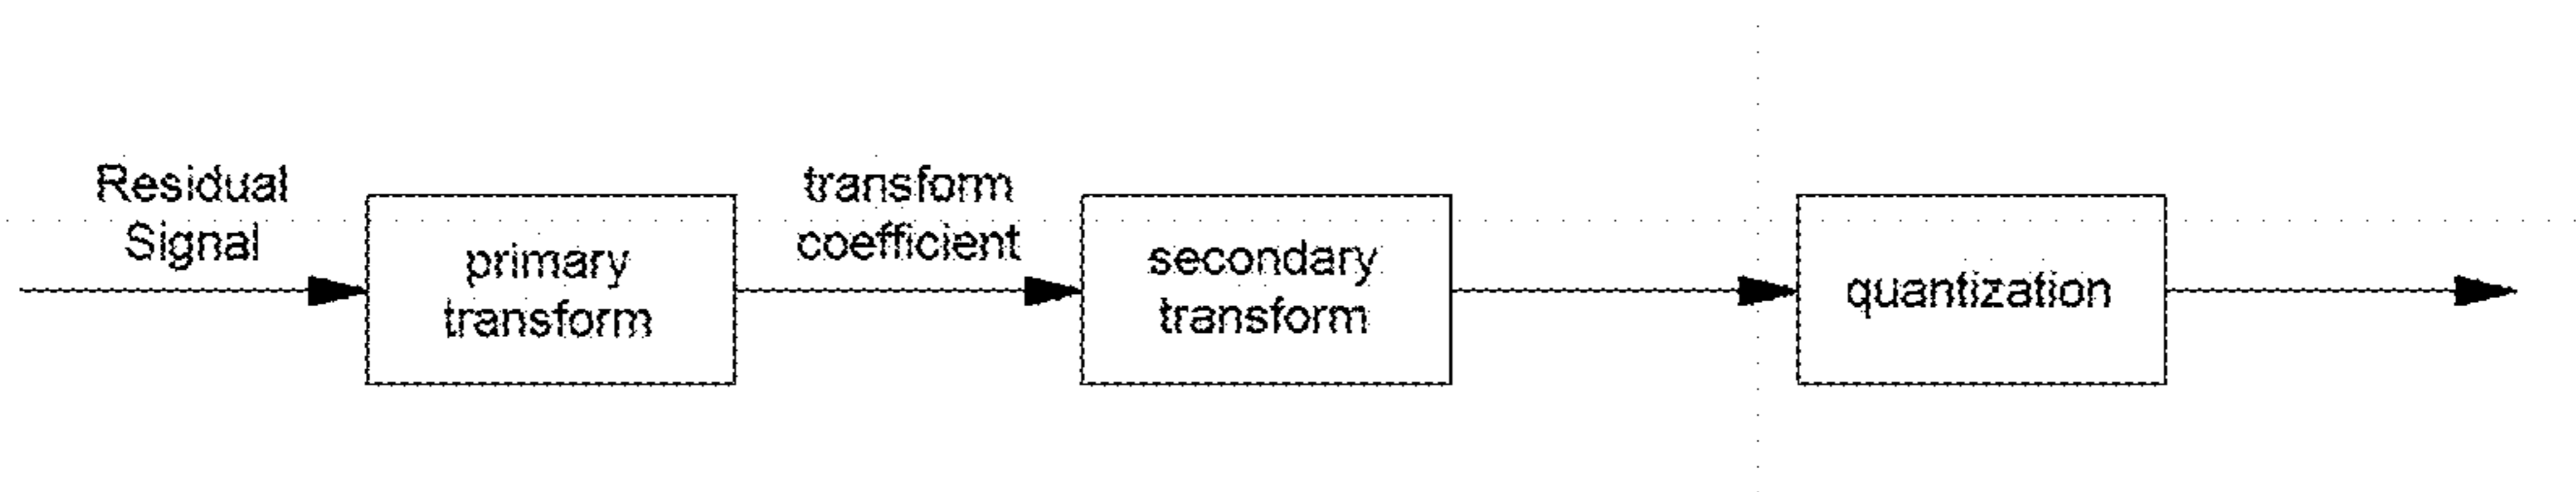 Residual
Signal
primary
transform
transform
coefficient
secondary
transform
quantization